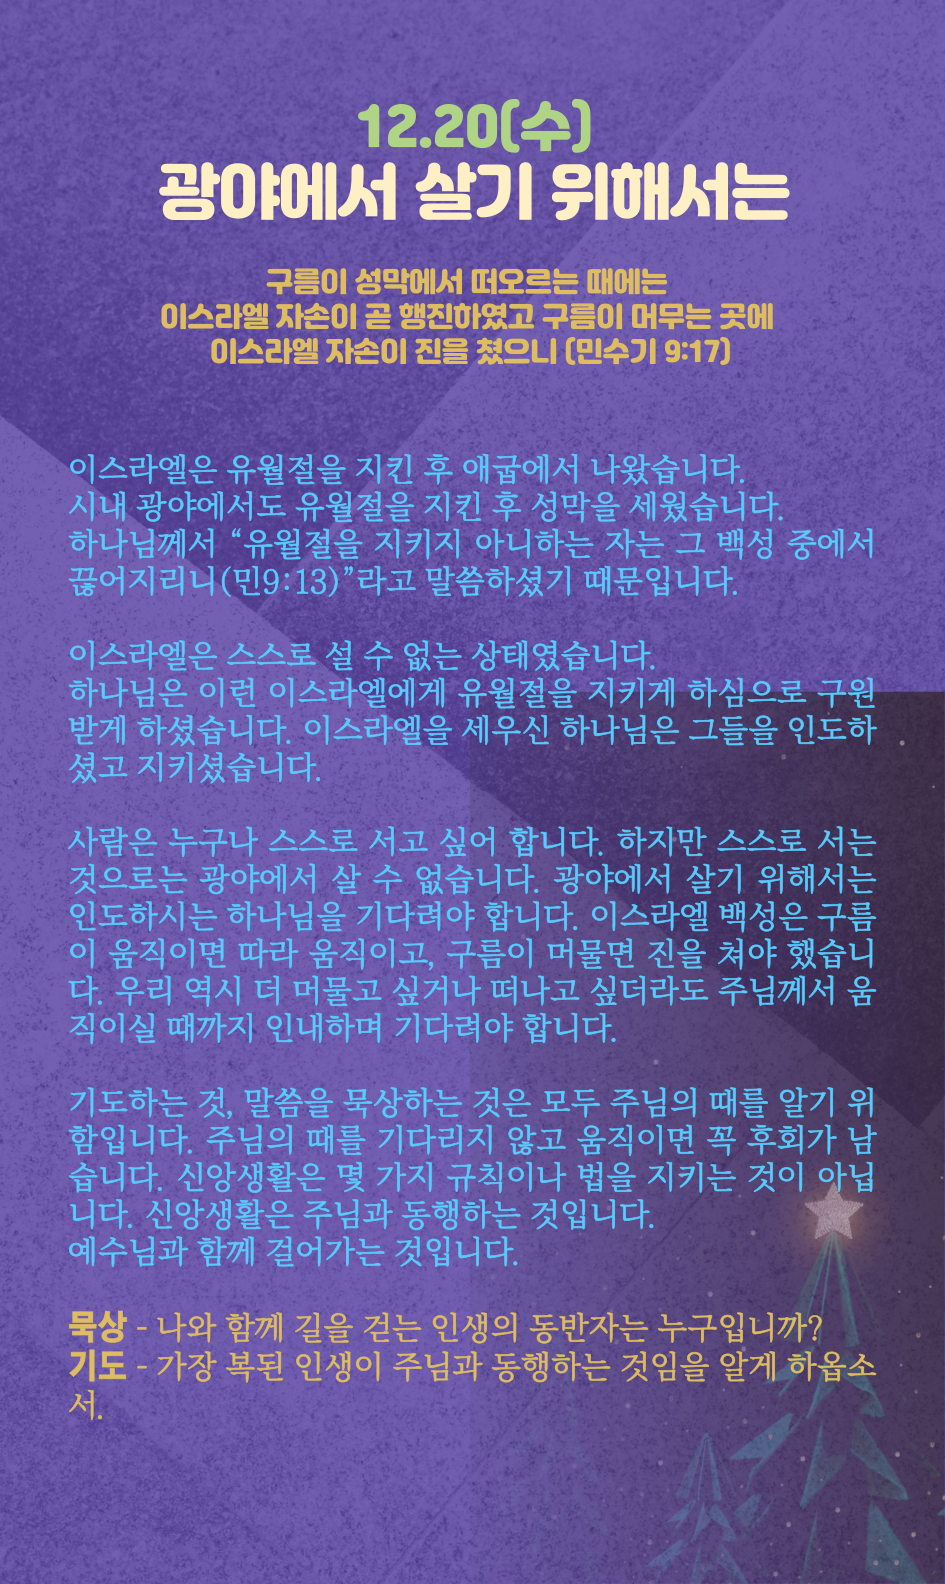 12.20(수)
광야에서 살기 위해서는
구름이 성막에서 떠오르는 때에는
이스라엘 자손이 곧 행진하였고 구름이 머무는 곳에
이스라엘 자손이 진을 쳤으니 (민수기 9:17)
이스라엘은 유월절을 지킨 후 애굽에서 나왔습니다.
시내 광야에서도 유월절을 지킨 후 성막을 세웠습니다.
하나님께서 “유월절을 지키지 아니하는 자는 그 백성 중에서
끊어지리니(민9:13)”라고 말씀하셨기 때문입니다.
이스라엘은 스스로 설 수 없는 상태였습니다.
하나님은 이런 이스라엘에게 유월절을 지키게 하심으로 구원
받게 하셨습니다. 이스라엘을 세우신 하나님은 그들을 인도하
셨고 지키셨습니다.
사람은 누구나 스스로 서고 싶어 합니다. 하자만 스스로 서는
것으로는 광야에서 살 수 없습니다. 광야에서 살기 위해서는
인도하시는 하나님을 기다려야 합니다. 이스라엘 백성은 구름
이 움직이면 따라 움직이고, 구름이 머물면 진을 쳐야 했습니
다. 우리 역시 더 머물고 싶거나 떠나고 싶더라도 주님께서 움
직이실 때까지 인내하며 기다려야 합니다.
기도하는 것, 말씀을 묵상하는 것은 모두 주님의 때를 알기 위
함입니다. 주님의 때를 기다리지 않고 움직이면 꼭 후회가 남
습니다. 신앙생활은 몇 가지 규칙이나 법을 지키는 것이 아닙
니다. 신앙생활은 주님과 동행하는 것입니다.
예수님과 함께 걸어가는 것입니다.
묵상 - 나와 함께 길을 걷는 인생의 동반자는 누구입니까?
기도 - 가장 복된 인생이 주님과 동행하는 것임을 알게 하옵소
서.